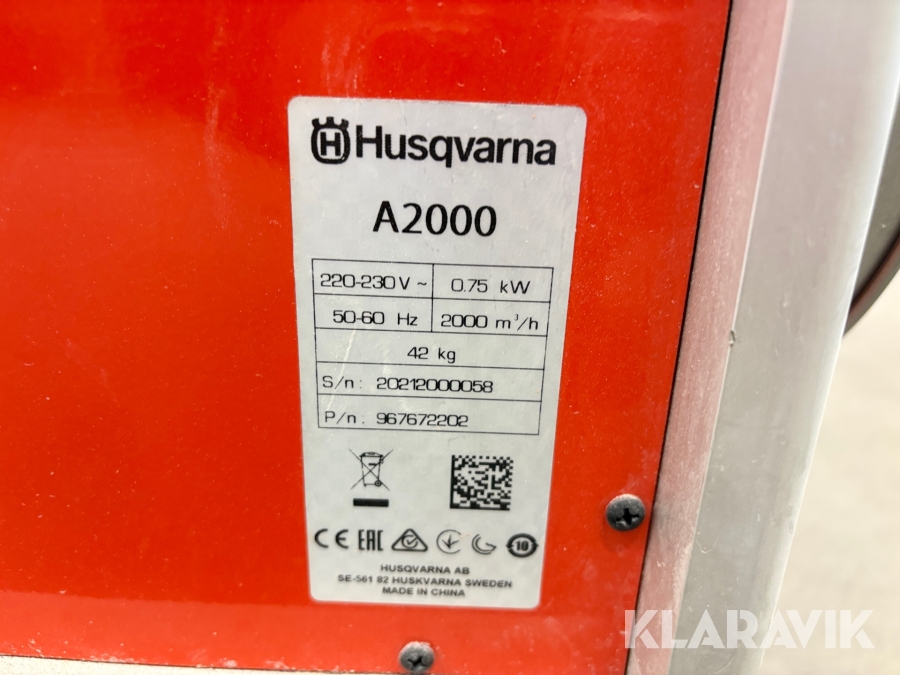 Husqvarna
A2000
220-230V ~ 0.75 kW
50-60 Hz 2000 m³/h
42 kg
S/n: 20212000058
P/n: 967672202
CE EAC 10
HUSQVARNA AB
SE-561 82 HUSKVARNA SWEDEN
MADE IN CHINA
KLARAVIK